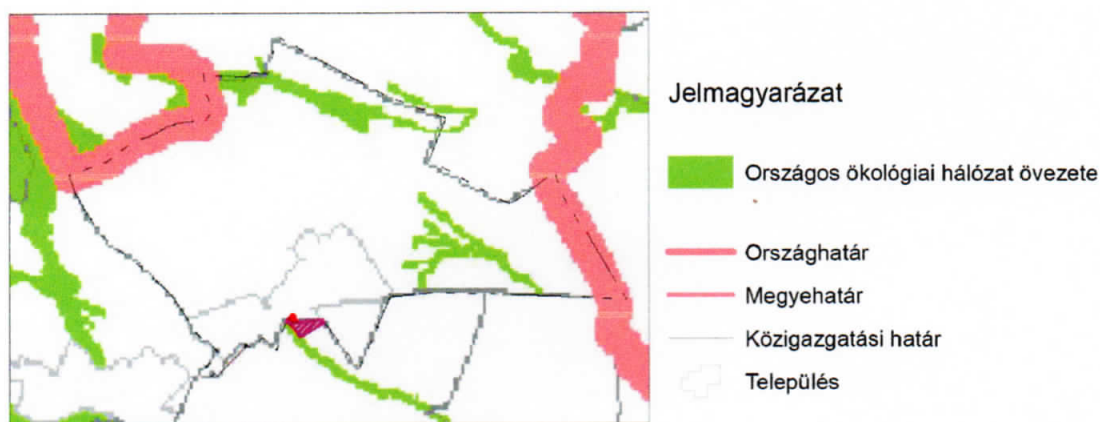 Jelmagyarázat
Országos ökológiai hálózat övezete
Országhatár
Megyehatár
Közigazgatási határ
Település